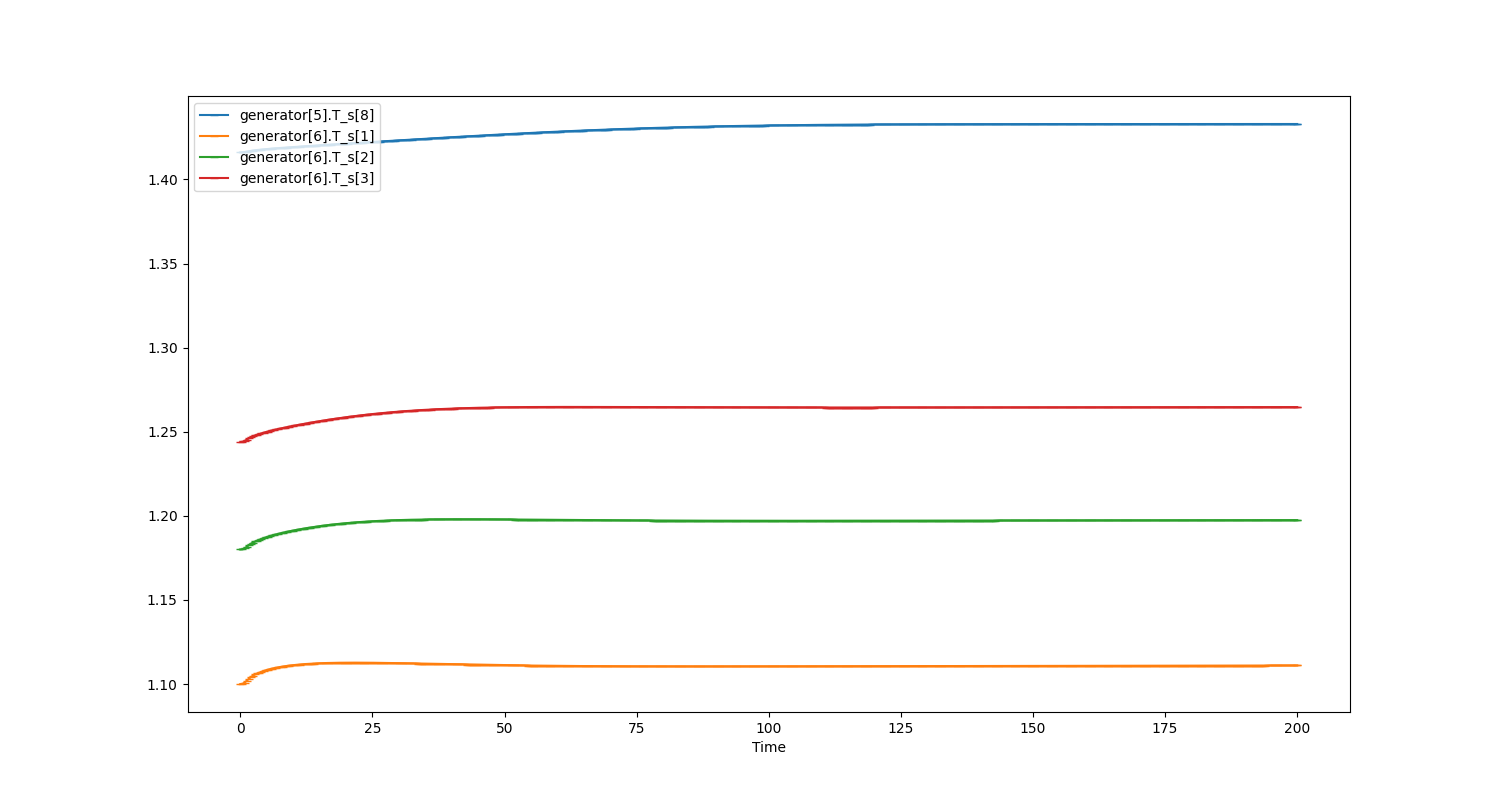 generator[5].T_s[8]
generator[6].T_s[1]
generator[6].T_s[2]
generator[6].T_s[3]
1.40
1.35
1.30
1.25
1.20
1.15
1.10
0 25 50 75 100 125 150 175 200
Time